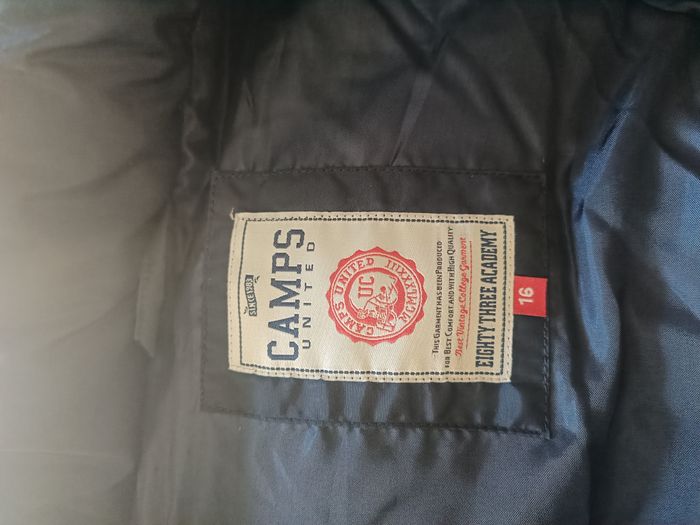 SINCE 1983
CAMPS
UNITED
CAMPS UNITED
UC
THIS GARMENT HAS BEEN PRODUCED
FOR BEST COMFORT AND WITH HIGH QUALITY
Best Vintage College Garment
EIGHTY THREE ACADEMY
16